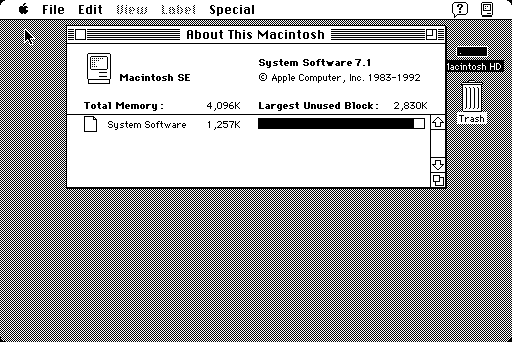 File Edit View Label Special
About This Macintosh
System Software 7.1
Macintosh SE
© Apple Computer, Inc. 1983-1992
Total Memory: 4,096K Largest Unused Block: 2,830K
System Software 1,257K
Macintosh HD
Trash